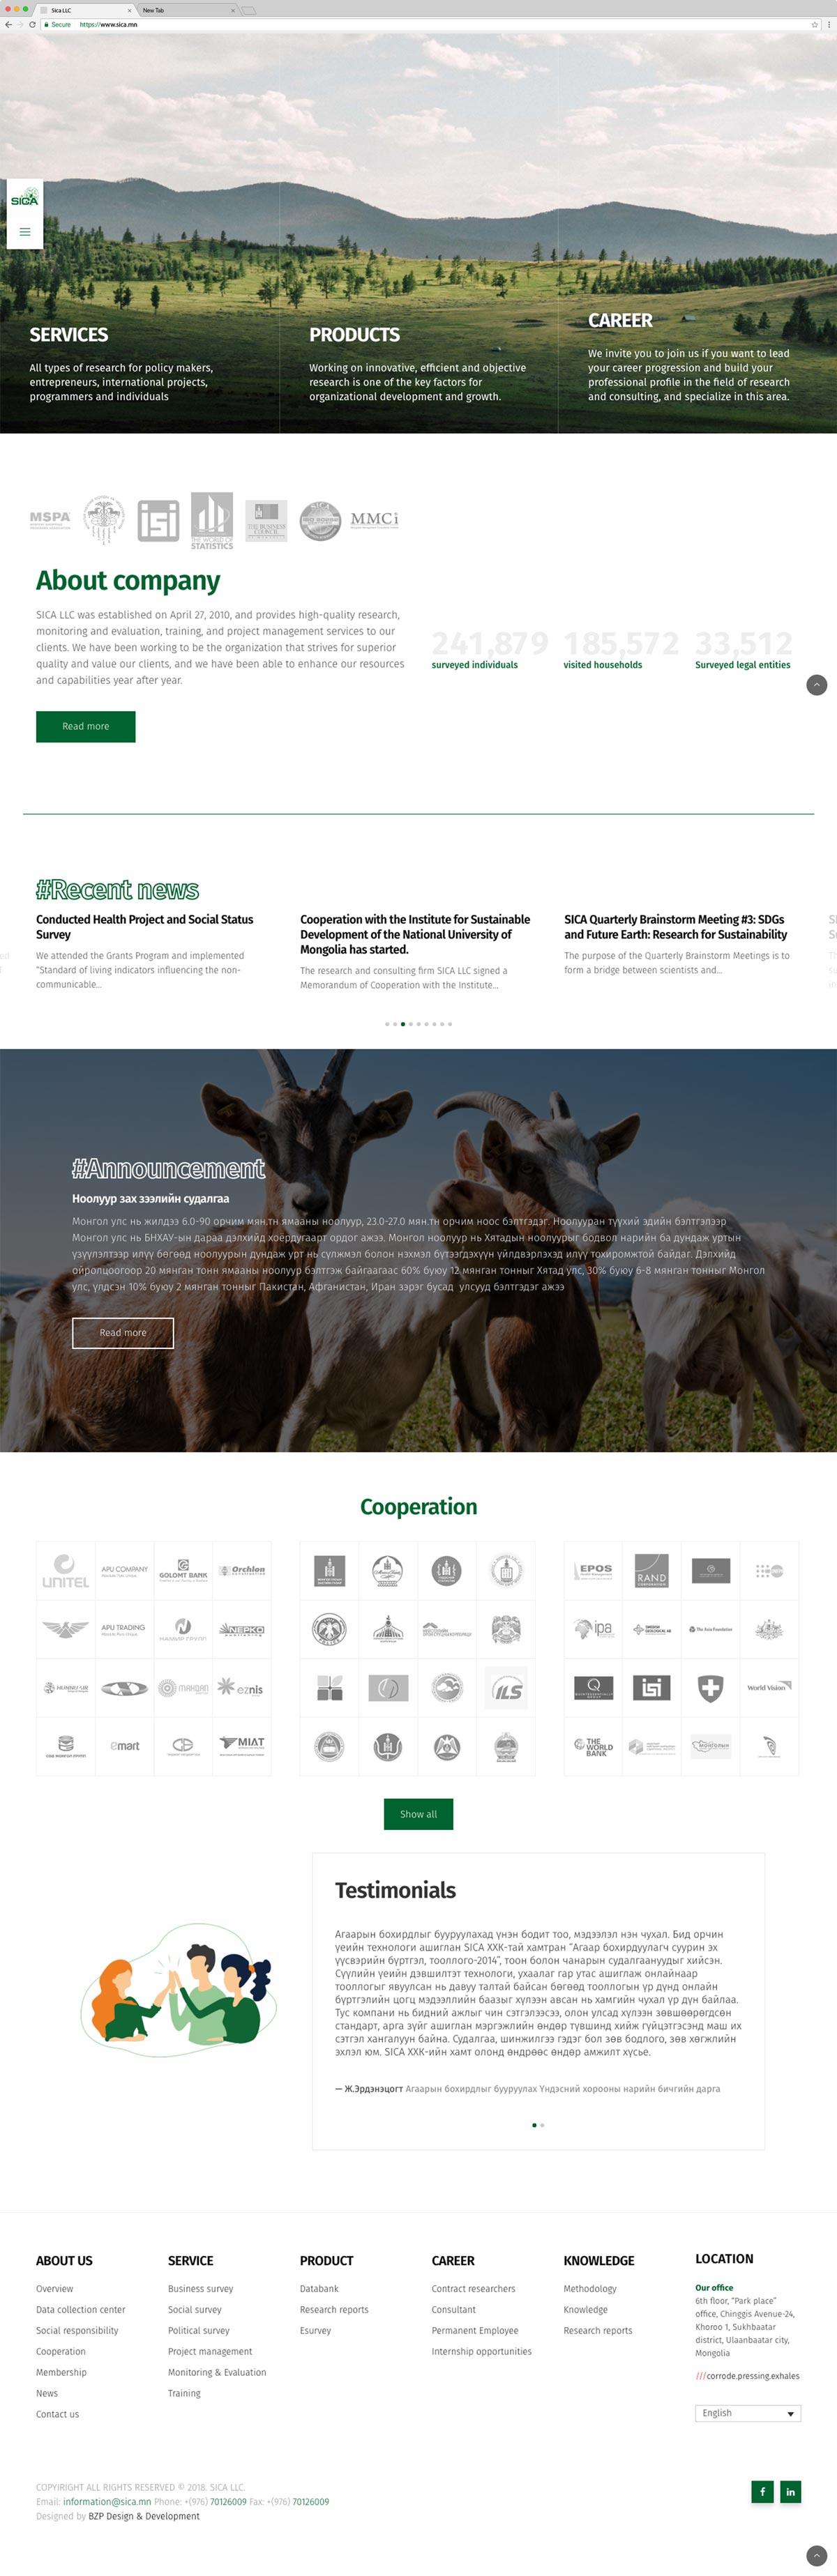 Sica LLC
New Tab
Secure https://www.sica.mn
SICA
SERVICES
All types of research for policy makers,
entrepreneurs, international projects,
programmers and individuals
PRODUCTS
Working on innovative, efficient and objective
research is one of the key factors for
organizational development and growth.
CAREER
We invite you to join us if you want to lead
your career progression and build your
professional profile in the field of research
and consulting, and specialize in this area.
MSPA
isi
THE WORLD OF
STATISTICS
THE BUSINESS
COUNCIL
MMCi
About company
SICA LLC was established on April 27, 2010, and provides high-quality research,
monitoring and evaluation, training, and project management services to our
clients. We have been working to be the organization that strives for superior
quality and value our clients, and we have been able to enhance our resources
and capabilities year after year.
Read more
241,879
surveyed individuals
185,572
visited households
33,512
Surveyed legal entities
#Recent news
Conducted Health Project and Social Status
Survey
We attended the Grants Program and implemented
“Standard of living indicators influencing the non-
communicable...
Cooperation with the Institute for Sustainable
Development of the National University of
Mongolia has started.
The research and consulting firm SICA LLC signed a
Memorandum of Cooperation with the Institute...
SICA Quarterly Brainstorm Meeting #3: SDGs
and Future Earth: Research for Sustainability
The purpose of the Quarterly Brainstorm Meetings is to
form a bridge between scientists and...
#Announcement
Ноолуур зах зээлийн судалгаа
Монгол улс нь жилдээ 6.0-90 орчим мян.тн ямааны ноолуур, 23.0-27.0 мян.тн орчим ноос бэлтгэдэг. Ноолууран түүхий эдийн бэлтгэлээр
Монгол улс нь БНХАУ-ын дараа дэлхийд хоёрдугаарт ордог ажээ. Монгол ноолуур нь Хятадын ноолуурыг бодвол нарийн ба дундаж уртын
үзүүлэлтээр илүү бөгөөд ноолуурын дундаж урт нь сүлжмэл болон нэхмэл бүтээгдэхүүн үйлдвэрлэхэд илүү тохиромжтой байдаг. Дэлхийд
ойролцоогоор 20 мянган тонн ямааны ноолуур бэлтгэж байгаагаас 60% буюу 12 мянган тонныг Хятад улс, 30% буюу 6-8 мянган тонныг Монгол
улс, үлдсэн 10% буюу 2 мянган тонныг Пакистан, Афганистан, Иран зэрэг бусад улсууд бэлтгэдэг ажээ
Read more
Cooperation
UNITEL
APU COMPANY
GOLOMT BANK
Orchlon
EPOS
RAND
CORPORATION
APU TRADING
NEPKO
ipa
The Asia Foundation
HUNNU AIR
MAHDAN
eznis
ILS
isi
World Vision
emart
MIAT
THE
WORLD
BANK
МОНГОЛЫН
Show all
Testimonials
Агаарын бохирдлыг бууруулахад үнэн бодит тоо, мэдээлэл нэн чухал. Бид орчин
үеийн технологи ашиглан SICA ХХК-тай хамтран “Агаар бохирдуулагч суурин эх
үүсвэрийн бүртгэл, тооллого-2014”, тоон болон чанарын судалгаануудыг хийсэн.
Сүүлийн үеийн дэвшилтэт технологи, ухаалаг гар утас ашиглаж онлайнаар
тооллогыг явуулсан нь давуу талтай байсан бөгөөд тооллогын үр дүнд онлайн
бүртгэлийн цогц мэдээллийн баазыг хүлээн авсан нь хамгийн чухал үр дүн байлаа.
Тус компани нь бидний ажлыг чин сэтгэлээсээ, олон улсад хүлээн зөвшөөрөгдсөн
стандарт, арга зүйг ашиглан мэргэжлийн өндөр түвшинд хийж гүйцэтгэсэнд маш их
сэтгэл хангалуун байна. Судалгаа, шинжилгээ гэдэг бол зөв бодлого, зөв хөгжлийн
эхлэл юм. SICA ХХК-ийн хамт олонд өндрөөс өндөр амжилт хүсье.
— Ж.Эрдэнэцогт Агаарын бохирдлыг бууруулах Үндэсний хорооны нарийн бичгийн дарга
ABOUT US
Overview
Data collection center
Social responsibility
Cooperation
Membership
News
Contact us
SERVICE
Business survey
Social survey
Political survey
Project management
Monitoring & Evaluation
Training
PRODUCT
Databank
Research reports
Esurvey
CAREER
Contract researchers
Consultant
Permanent Employee
Internship opportunities
KNOWLEDGE
Methodology
Knowledge
Research reports
LOCATION
Our office
6th floor, “Park place”
office, Chinggis Avenue-24,
Khoroo 1, Sukhbaatar
district, Ulaanbaatar city,
Mongolia
///corrode.pressing.exhales
English
COPYRIGHT ALL RIGHTS RESERVED © 2018. SICA LLC.
Email: information@sica.mn Phone: +(976) 70126009 Fax: +(976) 70126009
Designed by BZP Design & Development